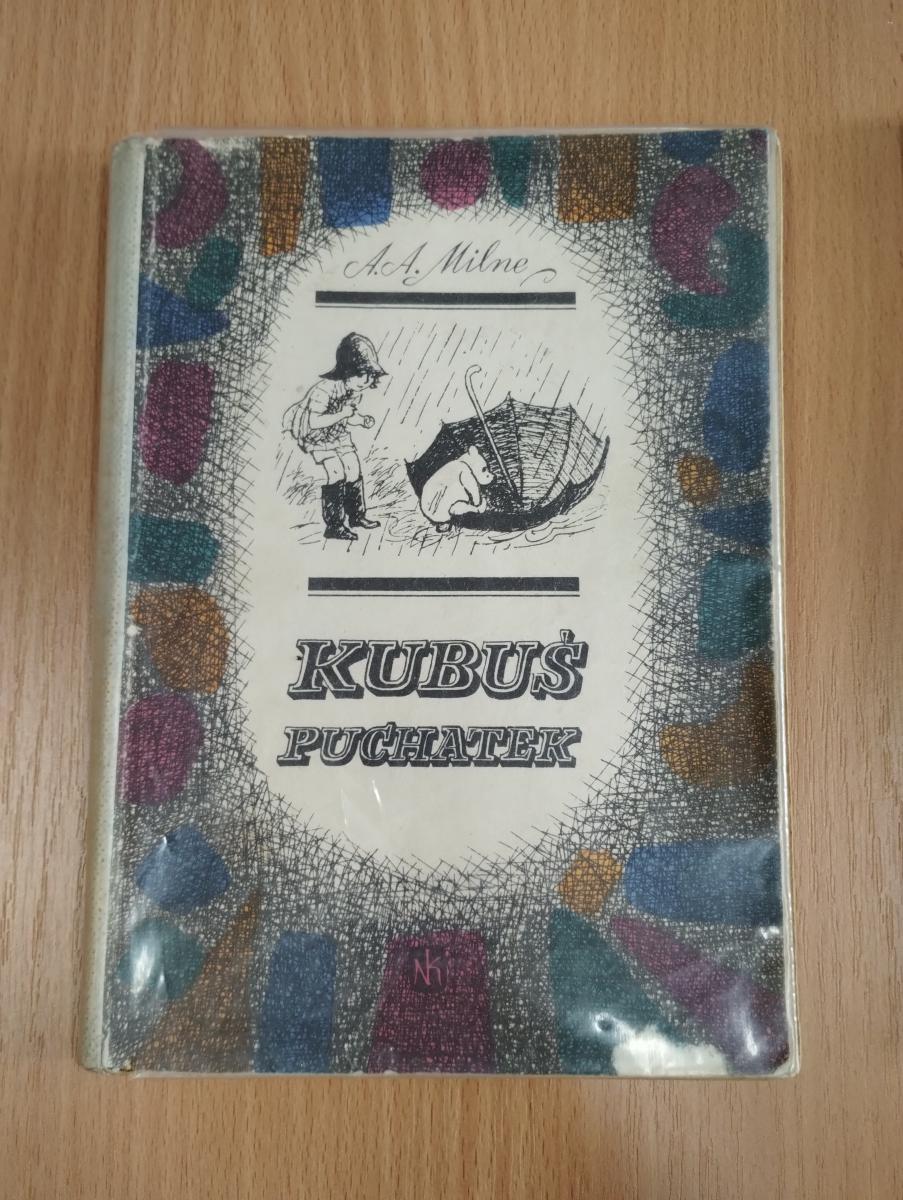 A.A. Milne
KUBUŚ
PUCHATEK
NK